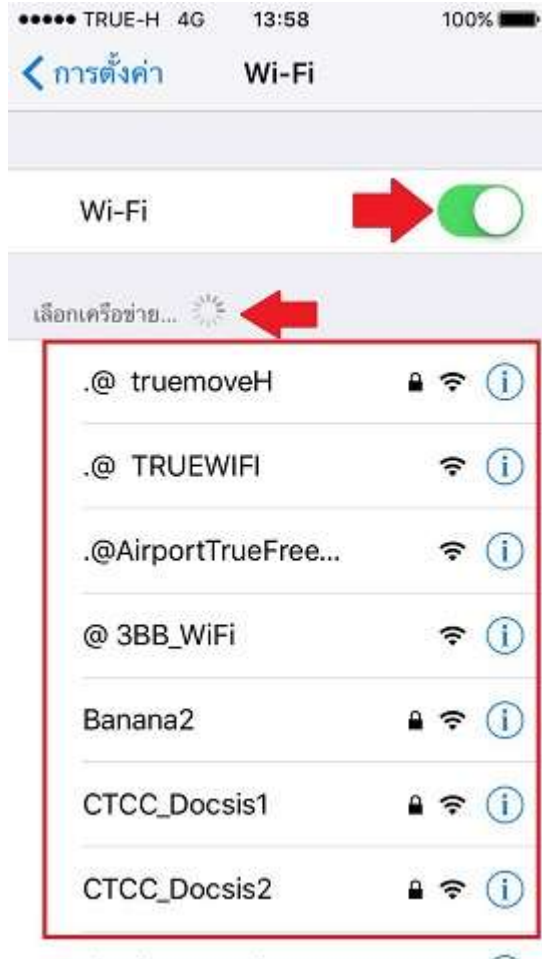 TRUE-H 4G 13:58 100%
การตั้งค่า Wi-Fi
Wi-Fi
เลือกเครือข่าย...
.@ truemoveH
.@ TRUEWIFI
.@AirportTrueFree...
@ 3BB_WiFi
Banana2
CTCC_Docsis1
CTCC_Docsis2